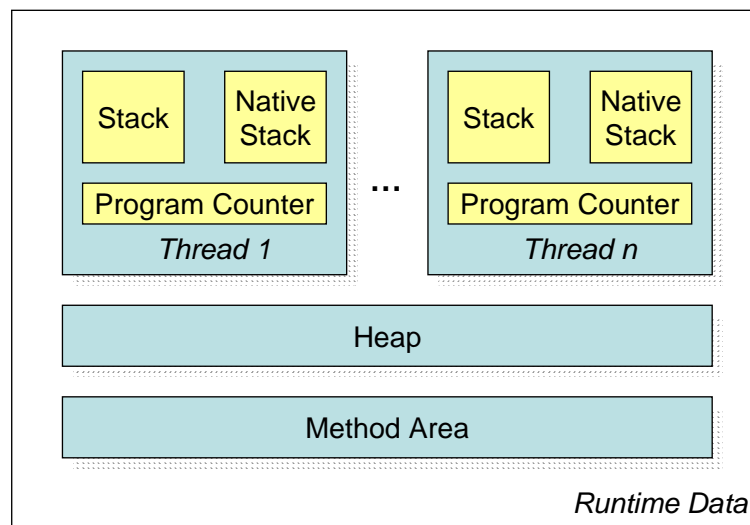 Stack
Native
Stack
Program Counter
Thread 1
...
Stack
Native
Stack
Program Counter
Thread n
Heap
Method Area
Runtime Data